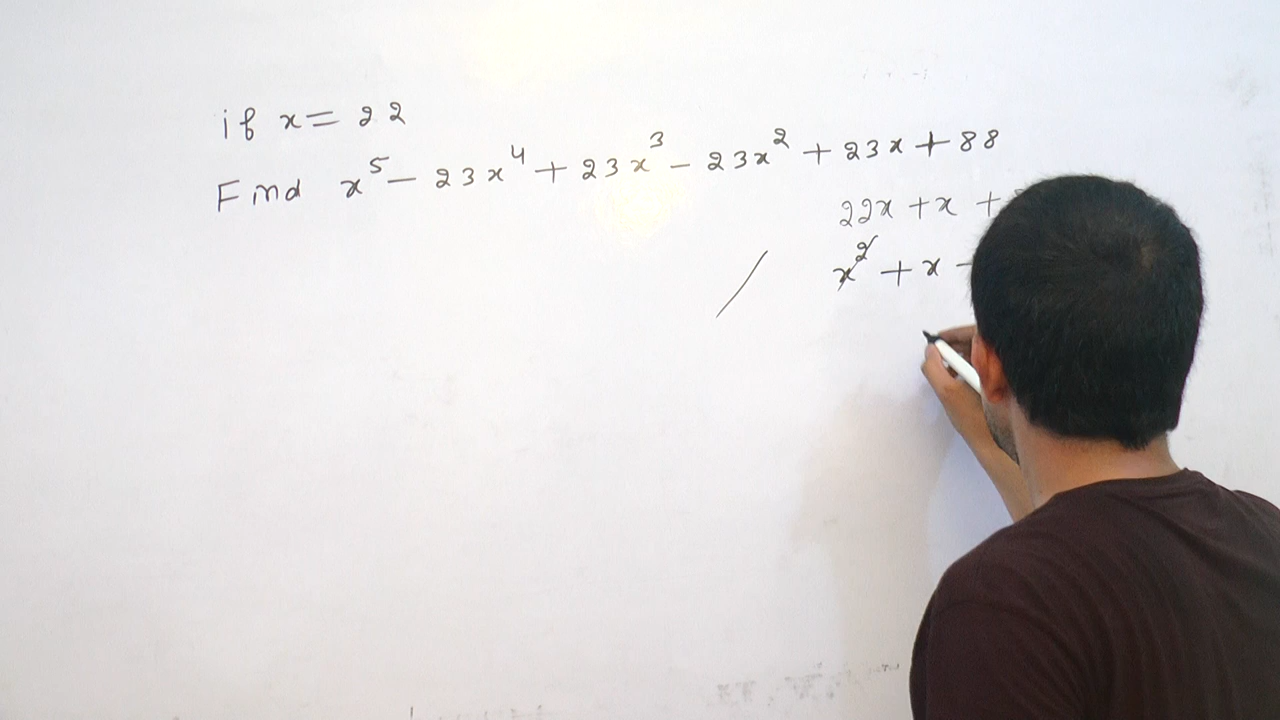 if x = 22
Find x⁵ - 23x⁴ + 23x³ - 23x² + 23x + 88
22x + x +
x² + x -